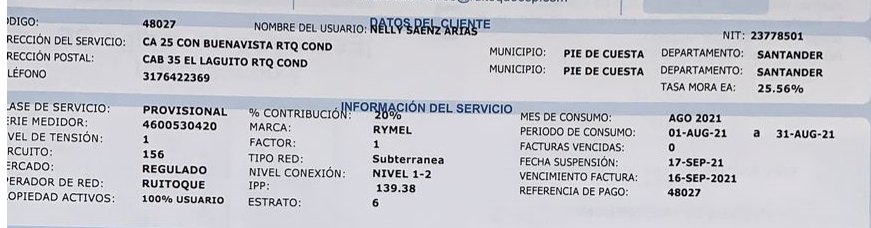 DATOS DEL CLIENTE
ODIGO: 48027 NOMBRE DEL USUARIO: NELLY SAENZ ARIAS NIT: 23778501
RECCIÓN DEL SERVICIO: CA 25 CON BUENAVISTA RTQ COND MUNICIPIO: PIE DE CUESTA DEPARTAMENTO: SANTANDER
RECCIÓN POSTAL: CAB 35 EL LAGUITO RTQ COND MUNICIPIO: PIE DE CUESTA DEPARTAMENTO: SANTANDER
LÉFONO 3176422369 TASA MORA EA: 25.56%
INFORMACIÓN DEL SERVICIO
ASE DE SERVICIO: PROVISIONAL % CONTRIBUCIÓN: 20% MES DE CONSUMO: AGO 2021
RIE MEDIDOR: 4600530420 MARCA: RYMEL PERIODO DE CONSUMO: 01-AUG-21 a 31-AUG-21
VEL DE TENSIÓN: 1 FACTOR: 1 FACTURAS VENCIDAS: 0
RCUITO: 156 TIPO RED: Subterranea FECHA SUSPENSIÓN: 17-SEP-21
ERCADO: REGULADO NIVEL CONEXIÓN: NIVEL 1-2 VENCIMIENTO FACTURA: 16-SEP-2021
PERADOR DE RED: RUITOQUE IPP: 139.38 REFERENCIA DE PAGO: 48027
OPIEDAD ACTIVOS: 100% USUARIO ESTRATO: 6